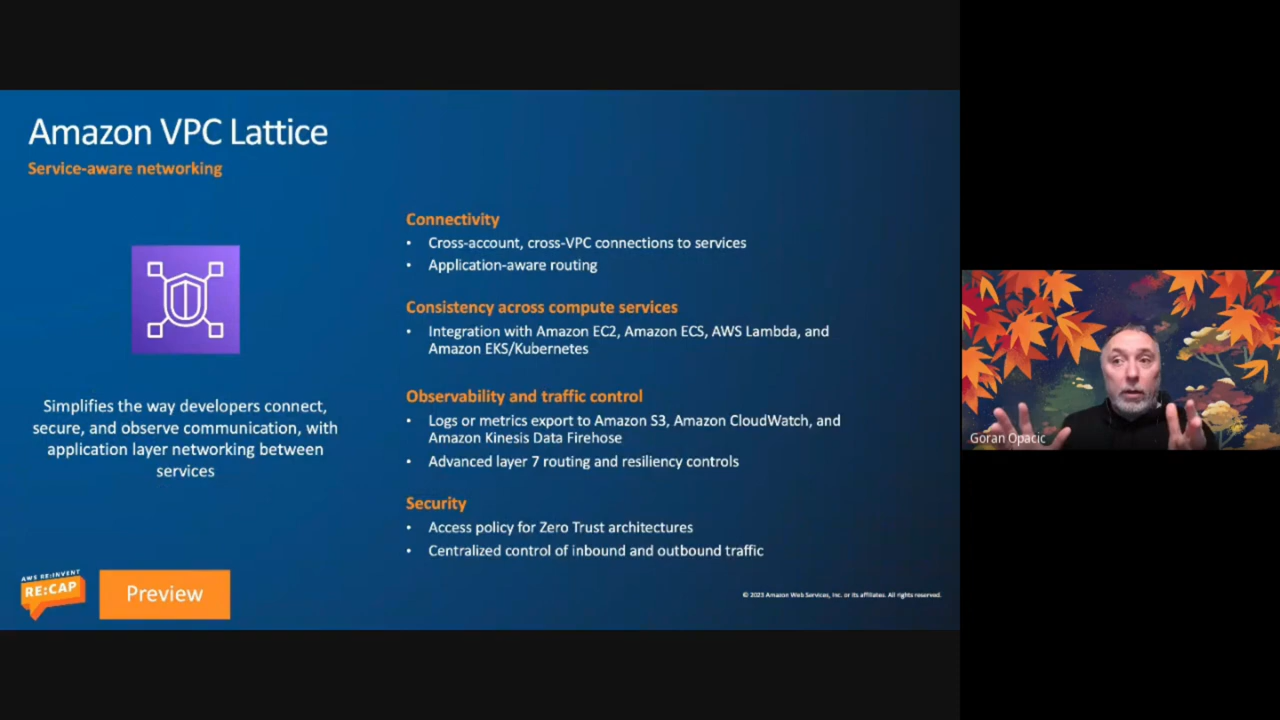 Amazon VPC Lattice
Service-aware networking
Simplifies the way developers connect,
secure, and observe communication, with
application layer networking between
services
Connectivity
• Cross-account, cross-VPC connections to services
• Application-aware routing
Consistency across compute services
• Integration with Amazon EC2, Amazon ECS, AWS Lambda, and
Amazon EKS/Kubernetes
Observability and traffic control
• Logs or metrics export to Amazon S3, Amazon CloudWatch, and
Amazon Kinesis Data Firehose
• Advanced layer 7 routing and resiliency controls
Security
• Access policy for Zero Trust architectures
• Centralized control of inbound and outbound traffic
AWS RE:INVENT
RE:CAP
Preview
© 2023 Amazon Web Services, Inc. or its affiliates. All rights reserved.
Goran Opacic